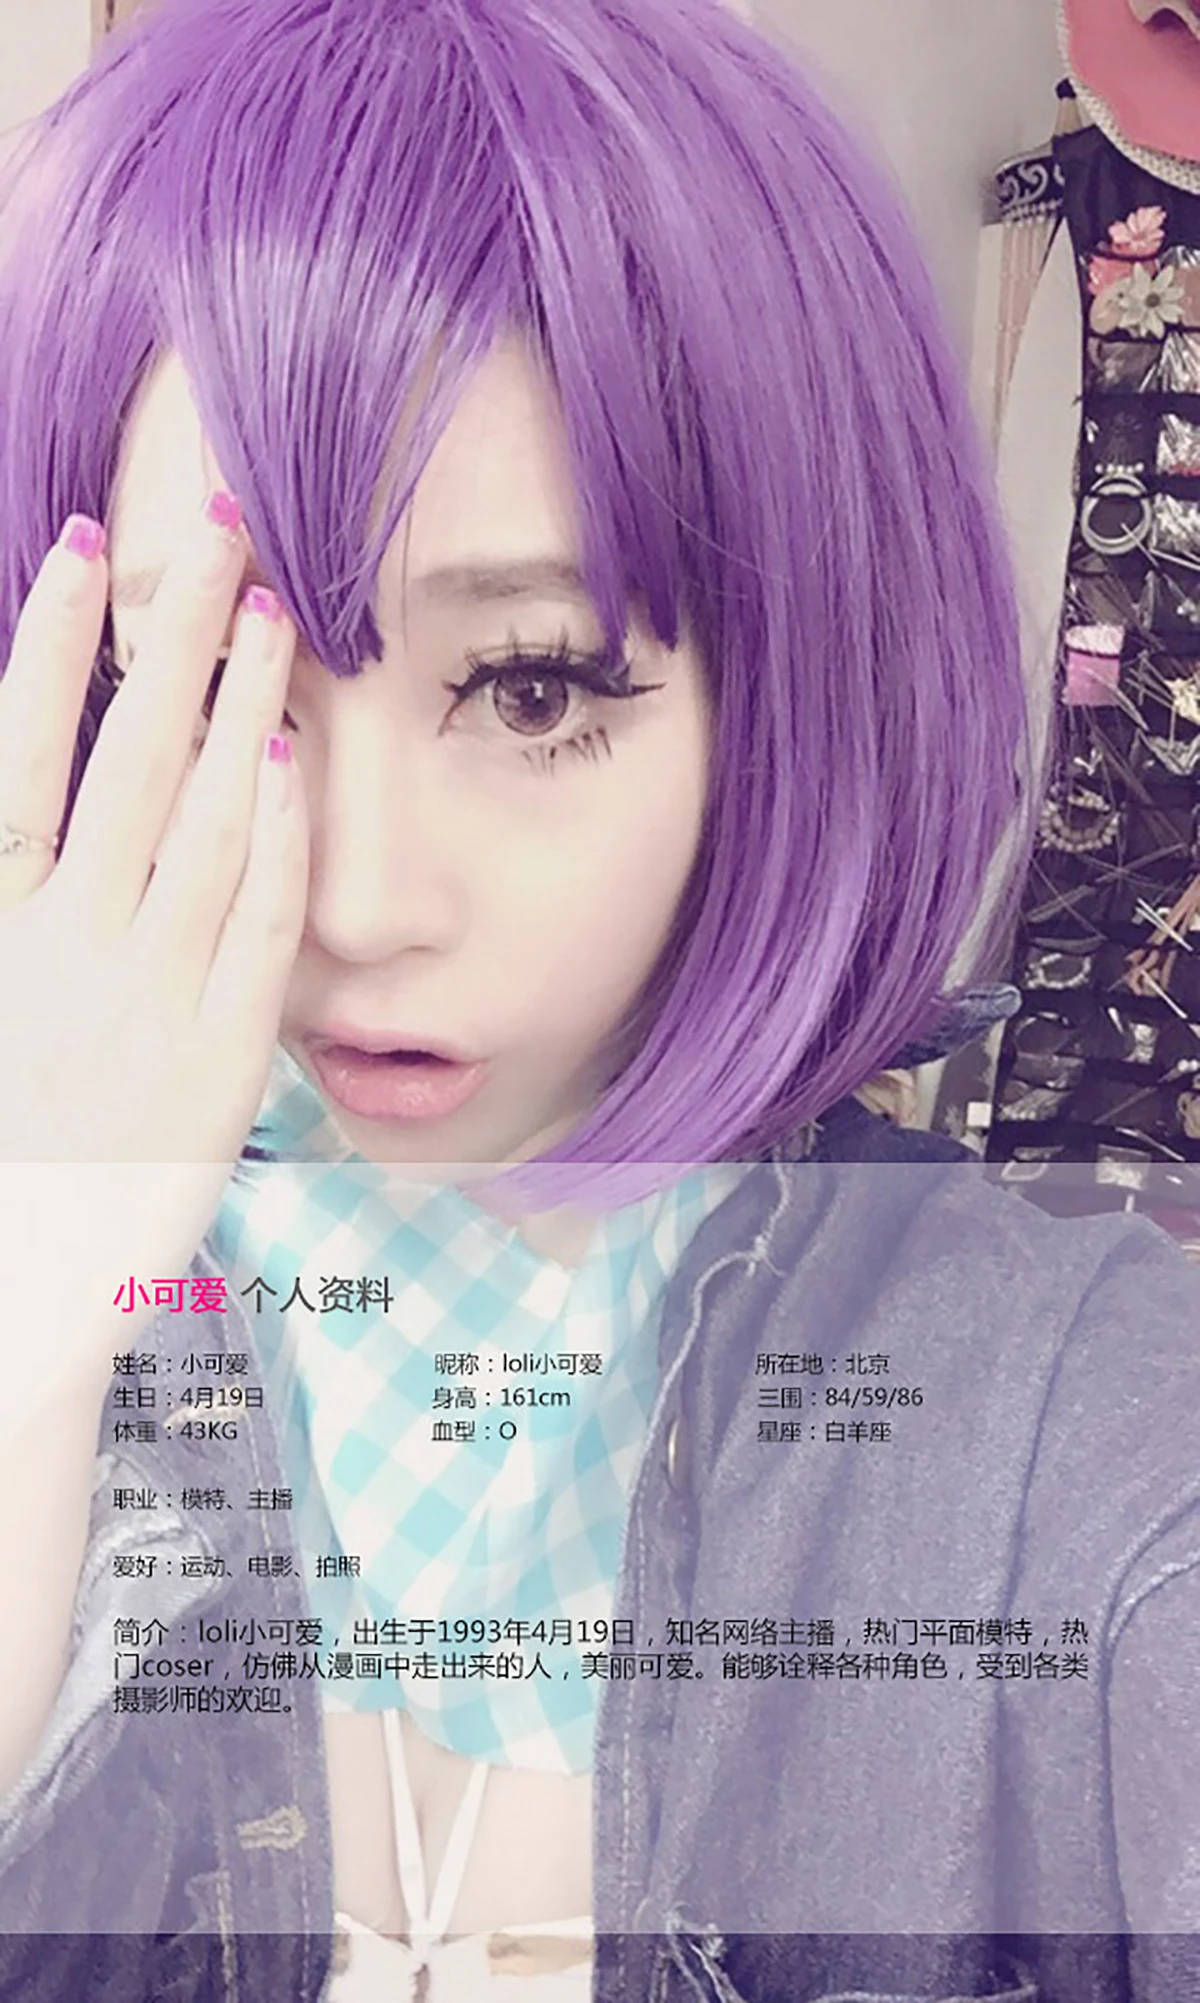 小可爱 个人资料
姓名：小可爱 昵称：loli小可爱 所在地：北京
生日：4月19日 身高：161cm 三围：84/59/86
体重：43KG 血型：O 星座：白羊座
职业：模特、主播
爱好：运动、电影、拍照
简介：loli小可爱，出生于1993年4月19日，知名网络主播，热门平面模特，热
门coser，仿佛从漫画中走出来的人，美丽可爱。能够诠释各种角色，受到各类
摄影师的欢迎。